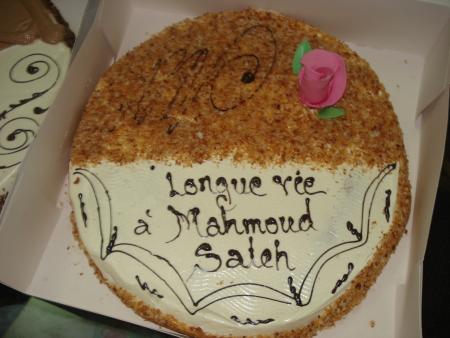 Longue vie
à Mahmoud
Saleh